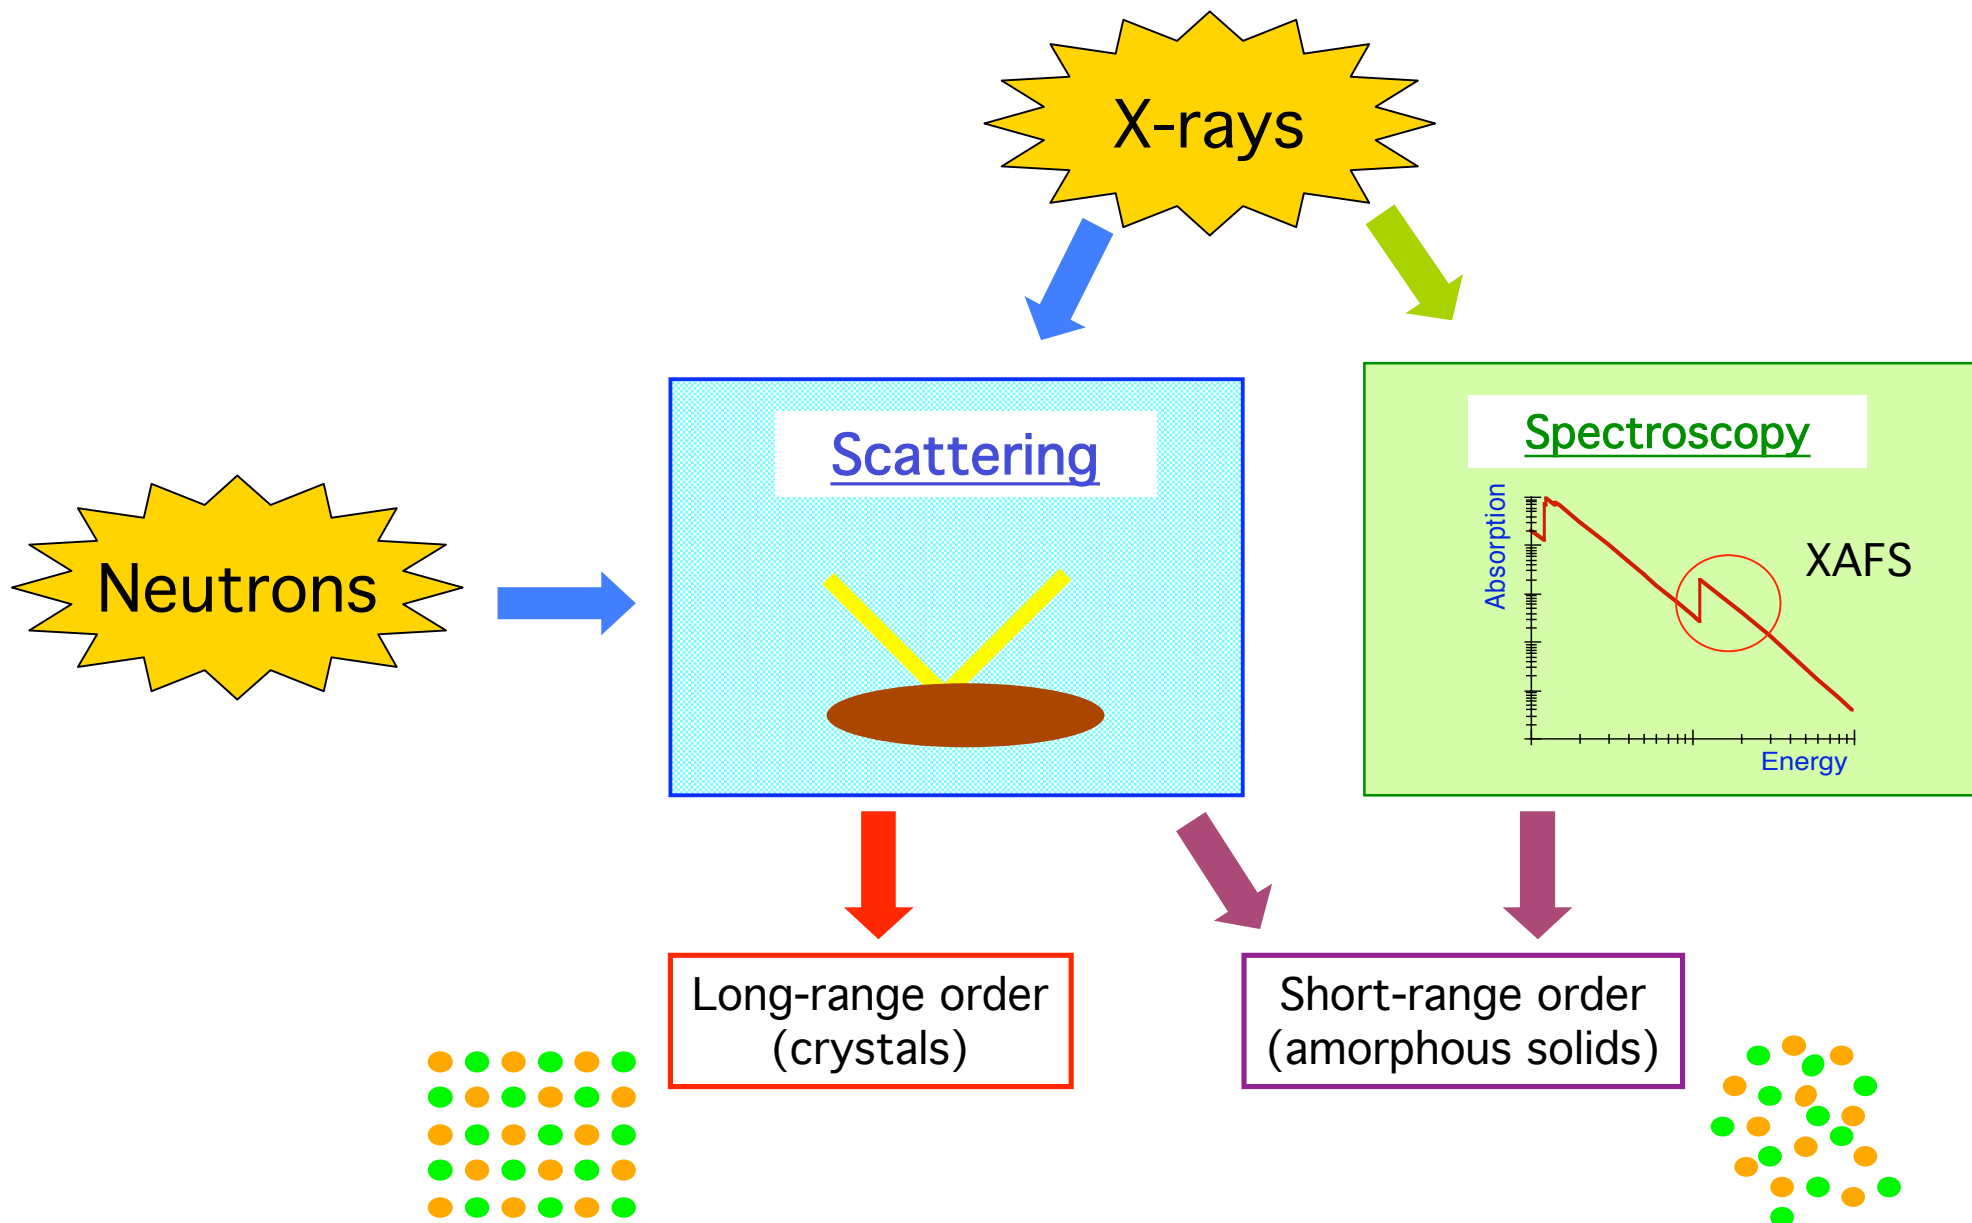 X-rays
Neutrons
Scattering
Spectroscopy
Absorption
XAFS
Energy
Long-range order
(crystals)
Short-range order
(amorphous solids)